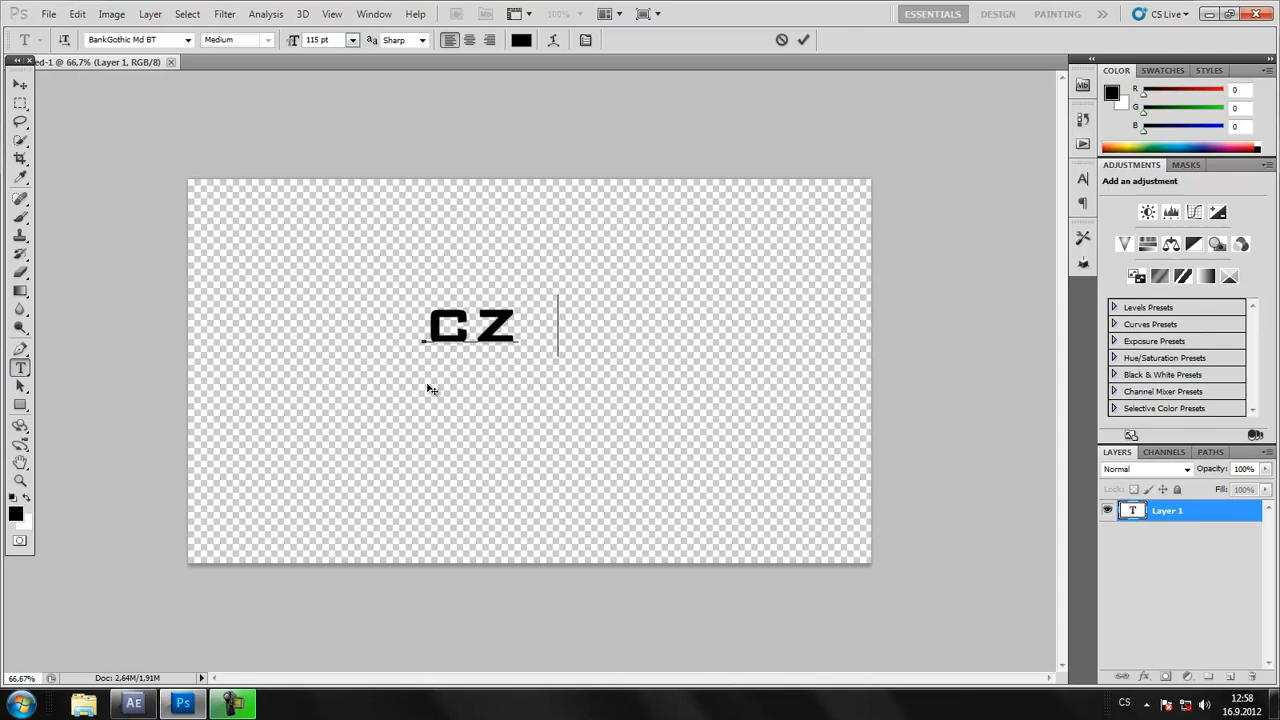 Ps File Edit Image Layer Select Filter Analysis 3D View Window Help Br Mb 100% ESSENTIALS DESIGN PAINTING CS Live
T BankGothic Md BT Medium 115 pt aa Sharp
ed-1 @ 66,7% (Layer 1, RGB/8)
COLOR SWATCHES STYLES
R 0
G 0
B 0
ADJUSTMENTS MASKS
Add an adjustment
CZ
Levels Presets
Curves Presets
Exposure Presets
Hue/Saturation Presets
Black & White Presets
Channel Mixer Presets
Selective Color Presets
LAYERS CHANNELS PATHS
Normal Opacity: 100%
Lock: Fill: 100%
T Layer 1
66,67% Doc: 2,64M/1,91M
Ae Ps CS 12:58
16.9.2012